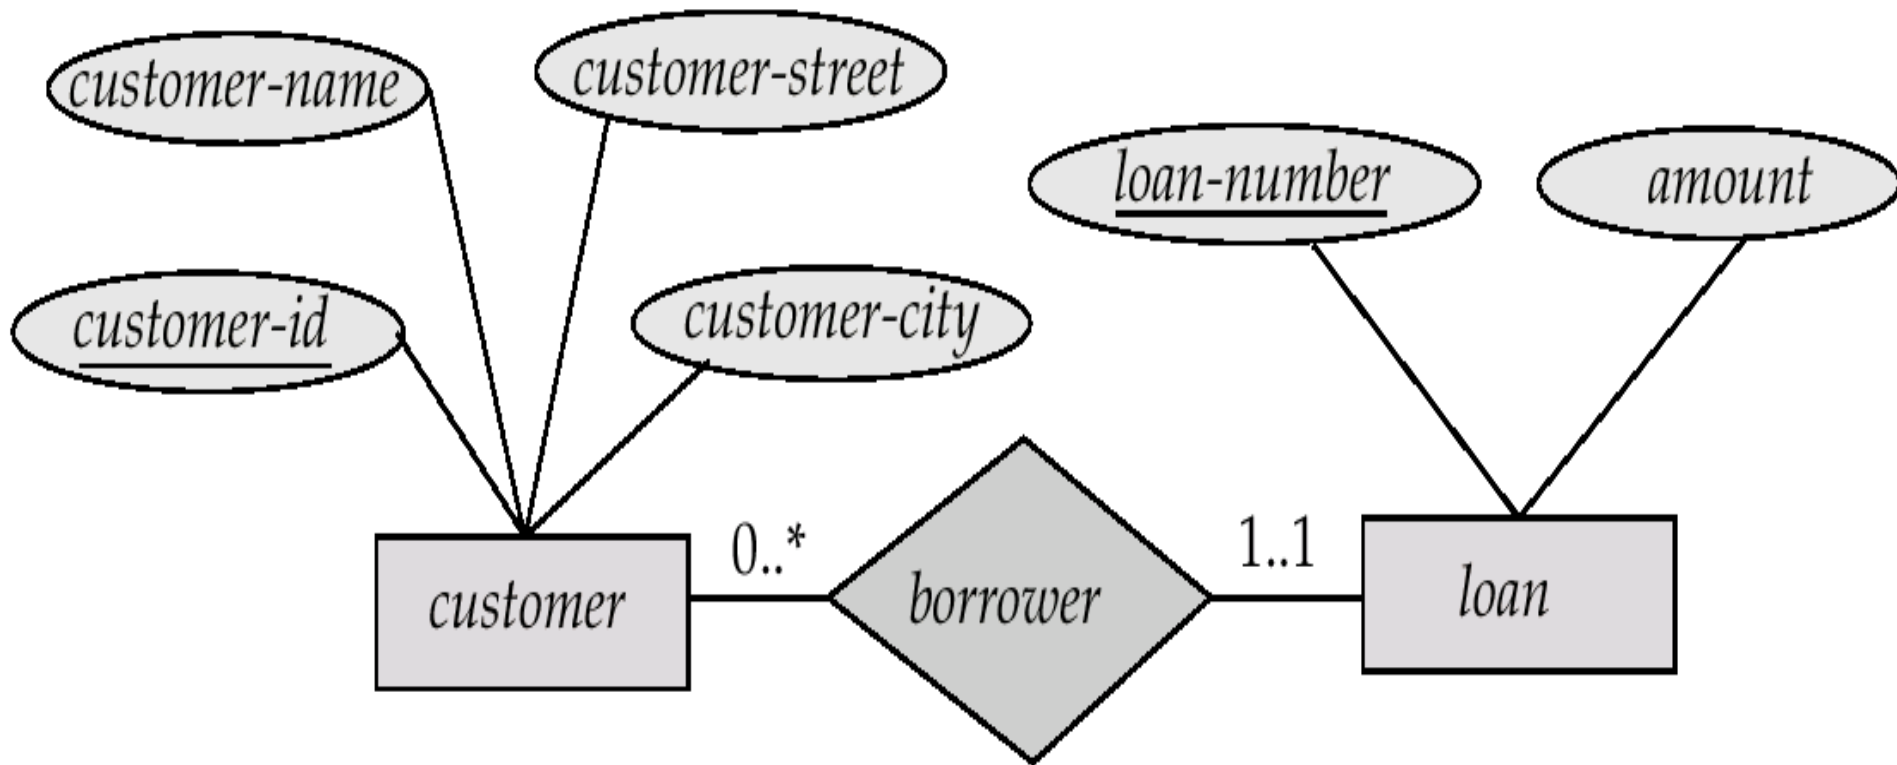 customer-name
customer-street
loan-number
amount
customer-id
customer-city
0..*
1..1
customer
borrower
loan